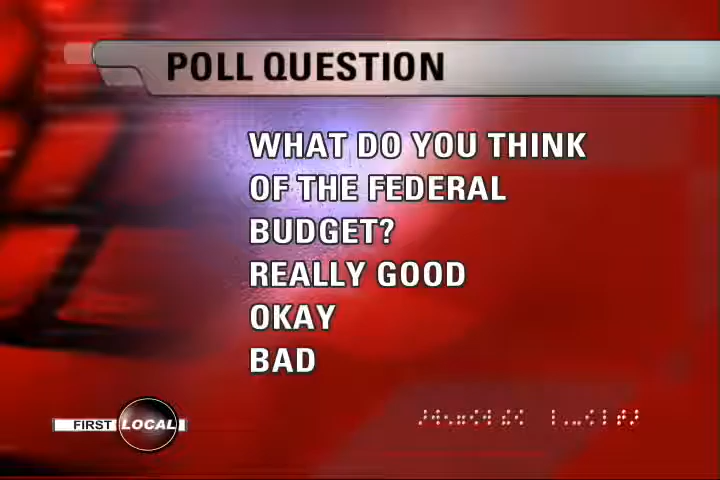 POLL QUESTION
WHAT DO YOU THINK
OF THE FEDERAL
BUDGET?
REALLY GOOD
OKAY
BAD
FIRST LOCAL